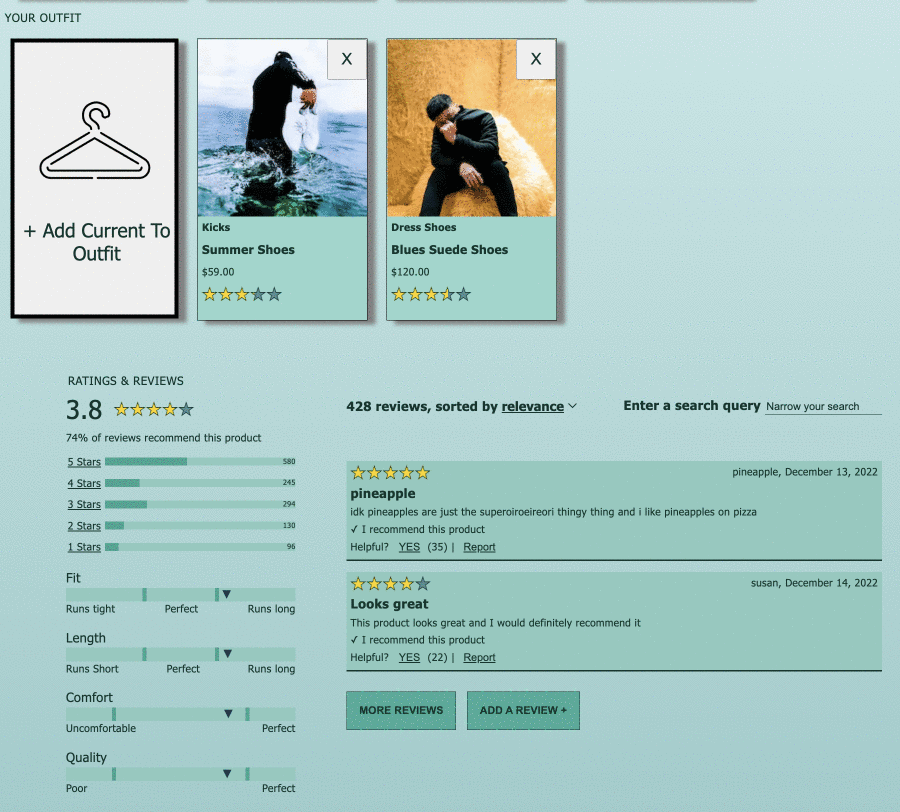 YOUR OUTFIT
+ Add Current To
Outfit
X
Kicks
Summer Shoes
$59.00
X
Dress Shoes
Blues Suede Shoes
$120.00
RATINGS & REVIEWS
3.8
74% of reviews recommend this product
5 Stars 580
4 Stars 245
3 Stars 294
2 Stars 130
1 Stars 96
Fit
Runs tight Perfect Runs long
Length
Runs Short Perfect Runs long
Comfort
Uncomfortable Perfect
Quality
Poor Perfect
428 reviews, sorted by relevance
Enter a search query Narrow your search
pineapple, December 13, 2022
pineapple
idk pineapples are just the superoiroeireori thingy thing and i like pineapples on pizza
✓ I recommend this product
Helpful? YES (35) | Report
susan, December 14, 2022
Looks great
This product looks great and I would definitely recommend it
✓ I recommend this product
Helpful? YES (22) | Report
MORE REVIEWS
ADD A REVIEW +